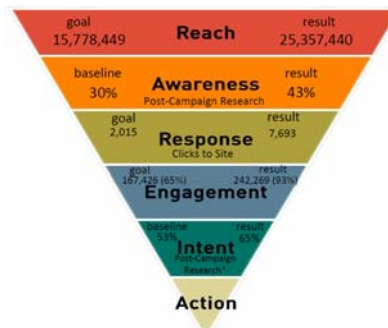 goal Reach result
15,778,449 25,357,440
baseline result
Awareness
30% 43%
Post-Campaign Research
goal result
Response
2,015 7,693
Clicks to Site
goal result
167,426 (65%) 242,269 (93%)
Engagement
baseline result
53% Intent 65%
Post-Campaign
Research*
Action